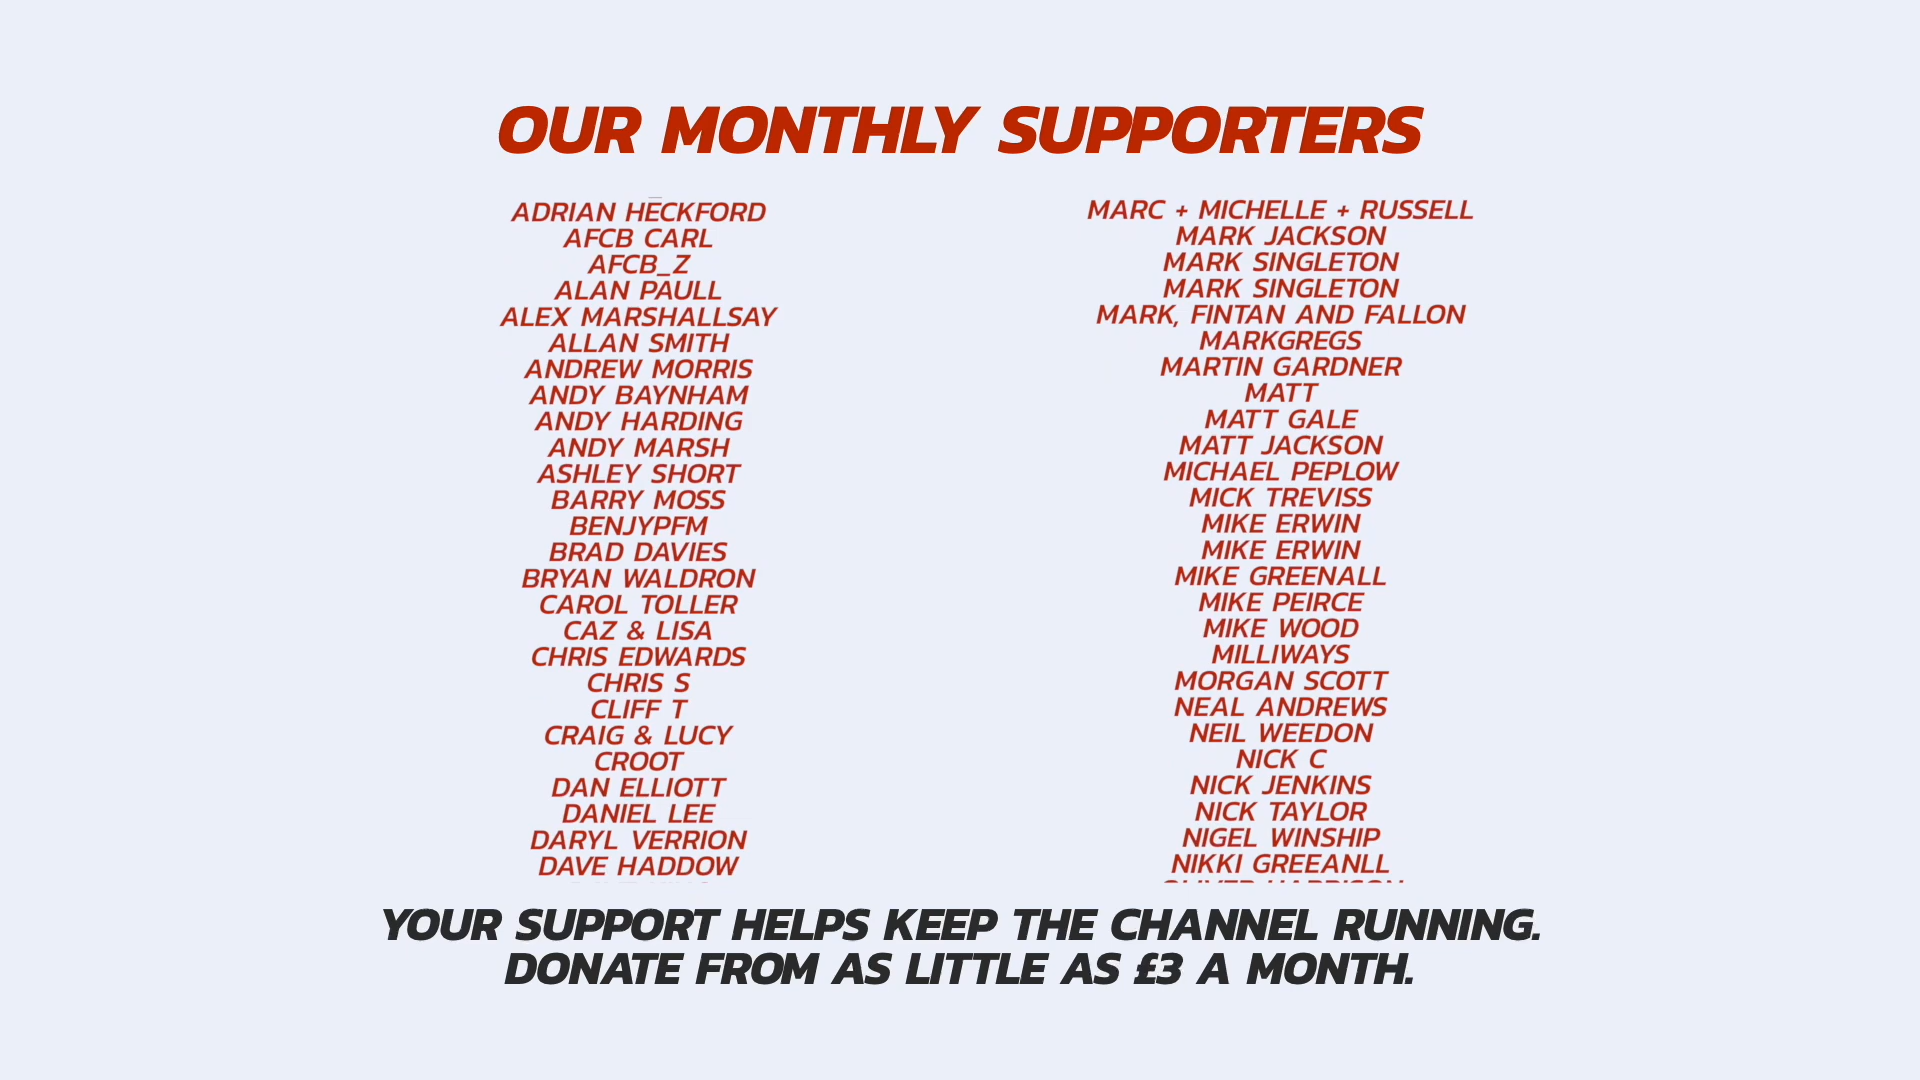 OUR MONTHLY SUPPORTERS
ADRIAN HECKFORD
AFCB CARL
AFCB_Z
ALAN PAULL
ALEX MARSHALLSAY
ALLAN SMITH
ANDREW MORRIS
ANDY BAYNHAM
ANDY HARDING
ANDY MARSH
ASHLEY SHORT
BARRY MOSS
BENJYPFM
BRAD DAVIES
BRYAN WALDRON
CAROL TOLLER
CAZ & LISA
CHRIS EDWARDS
CHRIS S
CLIFF T
CRAIG & LUCY
CROOT
DAN ELLIOTT
DANIEL LEE
DARYL VERRION
DAVE HADDOW
MARC + MICHELLE + RUSSELL
MARK JACKSON
MARK SINGLETON
MARK SINGLETON
MARK, FINTAN AND FALLON
MARKGREGS
MARTIN GARDNER
MATT
MATT GALE
MATT JACKSON
MICHAEL PEPLOW
MICK TREVISS
MIKE ERWIN
MIKE ERWIN
MIKE GREENALL
MIKE PEIRCE
MIKE WOOD
MILLIWAYS
MORGAN SCOTT
NEAL ANDREWS
NEIL WEEDON
NICK C
NICK JENKINS
NICK TAYLOR
NIGEL WINSHIP
NIKKI GREEANLL
YOUR SUPPORT HELPS KEEP THE CHANNEL RUNNING.
DONATE FROM AS LITTLE AS £3 A MONTH.